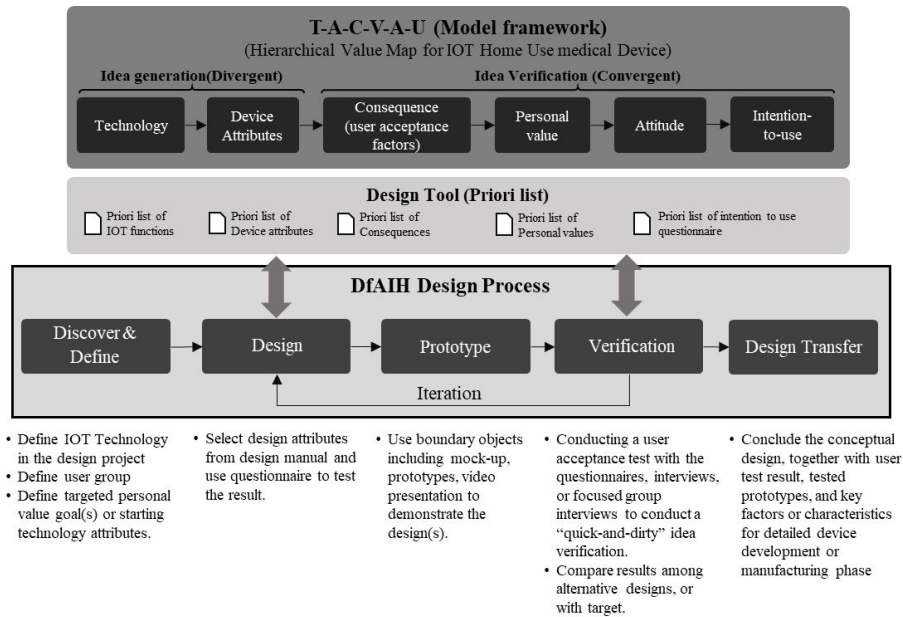 T-A-C-V-A-U (Model framework)
(Hierarchical Value Map for IOT Home Use medical Device)
Idea generation(Divergent)
Idea Verification (Convergent)
Technology
Device
Attributes
Consequence
(user acceptance
factors)
Personal
value
Attitude
Intention-
to-use
Design Tool (Priori list)
Priori list of
IOT functions
Priori list of
Device attributes
Priori list of
Consequences
Priori list of
Personal values
Priori list of intention to use
questionnaire
DfAIH Design Process
Discover &
Define
Design
Prototype
Verification
Design Transfer
Iteration
• Define IOT Technology
in the design project
• Define user group
• Define targeted personal
value goal(s) or starting
technology attributes.
• Select design attributes
from design manual and
use questionnaire to test
the result.
• Use boundary objects
including mock-up,
prototypes, video
presentation to
demonstrate the
design(s).
• Conducting a user
acceptance test with the
questionnaires, interviews,
or focused group
interviews to conduct a
“quick-and-dirty” idea
verification.
• Compare results among
alternative designs, or
with target.
• Conclude the conceptual
design, together with user
test result, tested
prototypes, and key
factors or characteristics
for detailed device
development or
manufacturing phase